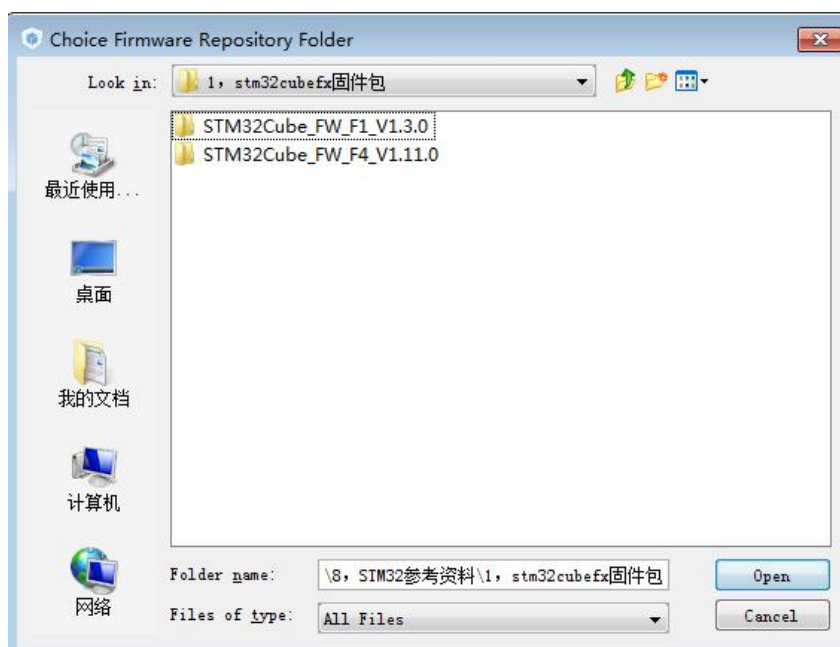 Choice Firmware Repository Folder
Look in:
1，stm32cubefx固件包
STM32Cube_FW_F1_V1.3.0
STM32Cube_FW_F4_V1.11.0
最近使用...
桌面
我的文档
计算机
网络
Folder name:
\8，STM32参考资料\1，stm32cubefx固件包
Open
Files of type:
All Files
Cancel